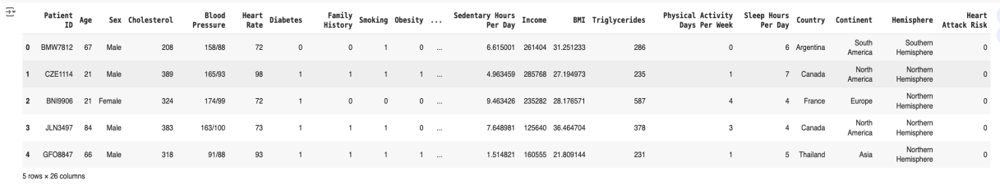 Patient ID Age Sex Cholesterol Blood Pressure Heart Rate Diabetes Family History Smoking Obesity ... Sedentary Hours Per Day Income BMI Triglycerides Physical Activity Days Per Week Sleep Hours Per Day Country Continent Hemisphere Heart Attack Risk
0 BMW7812 67 Male 208 158/88 72 0 0 1 0 ... 6.615001 261404 31.251233 286 0 6 Argentina South America Southern Hemisphere 0
1 CZE1114 21 Male 389 165/93 98 1 1 1 1 ... 4.963459 285768 27.194973 235 1 7 Canada North America Northern Hemisphere 0
2 BNI9906 21 Female 324 174/99 72 1 0 0 0 ... 9.463426 235282 28.176571 587 4 4 France Europe Northern Hemisphere 0
3 JLN3497 84 Male 383 163/100 73 1 1 1 0 ... 7.648981 125640 36.464704 378 3 4 Canada North America Northern Hemisphere 0
4 GFO8847 66 Male 318 91/88 93 1 1 1 1 ... 1.514821 160555 21.809144 231 1 5 Thailand Asia Northern Hemisphere 0
5 rows × 26 columns